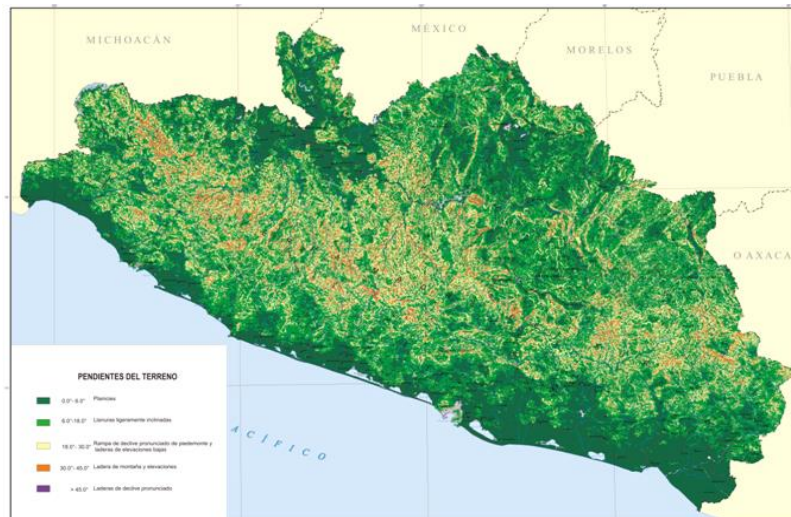 MICHOACÁN
MÉXICO
MORELOS
PUEBLA
OAXACA
ACÍFICO
PENDIENTES DEL TERRENO
0.0°- 6.0° Planicies
6.0°-18.0° Llanuras ligeramente inclinadas
18.0°- 30.0° Rampa de declive pronunciado de piedemonte y
laderas de elevaciones bajas
30.0°- 45.0° Ladera de montaña y elevaciones
> 45.0° Laderas de declive pronunciado